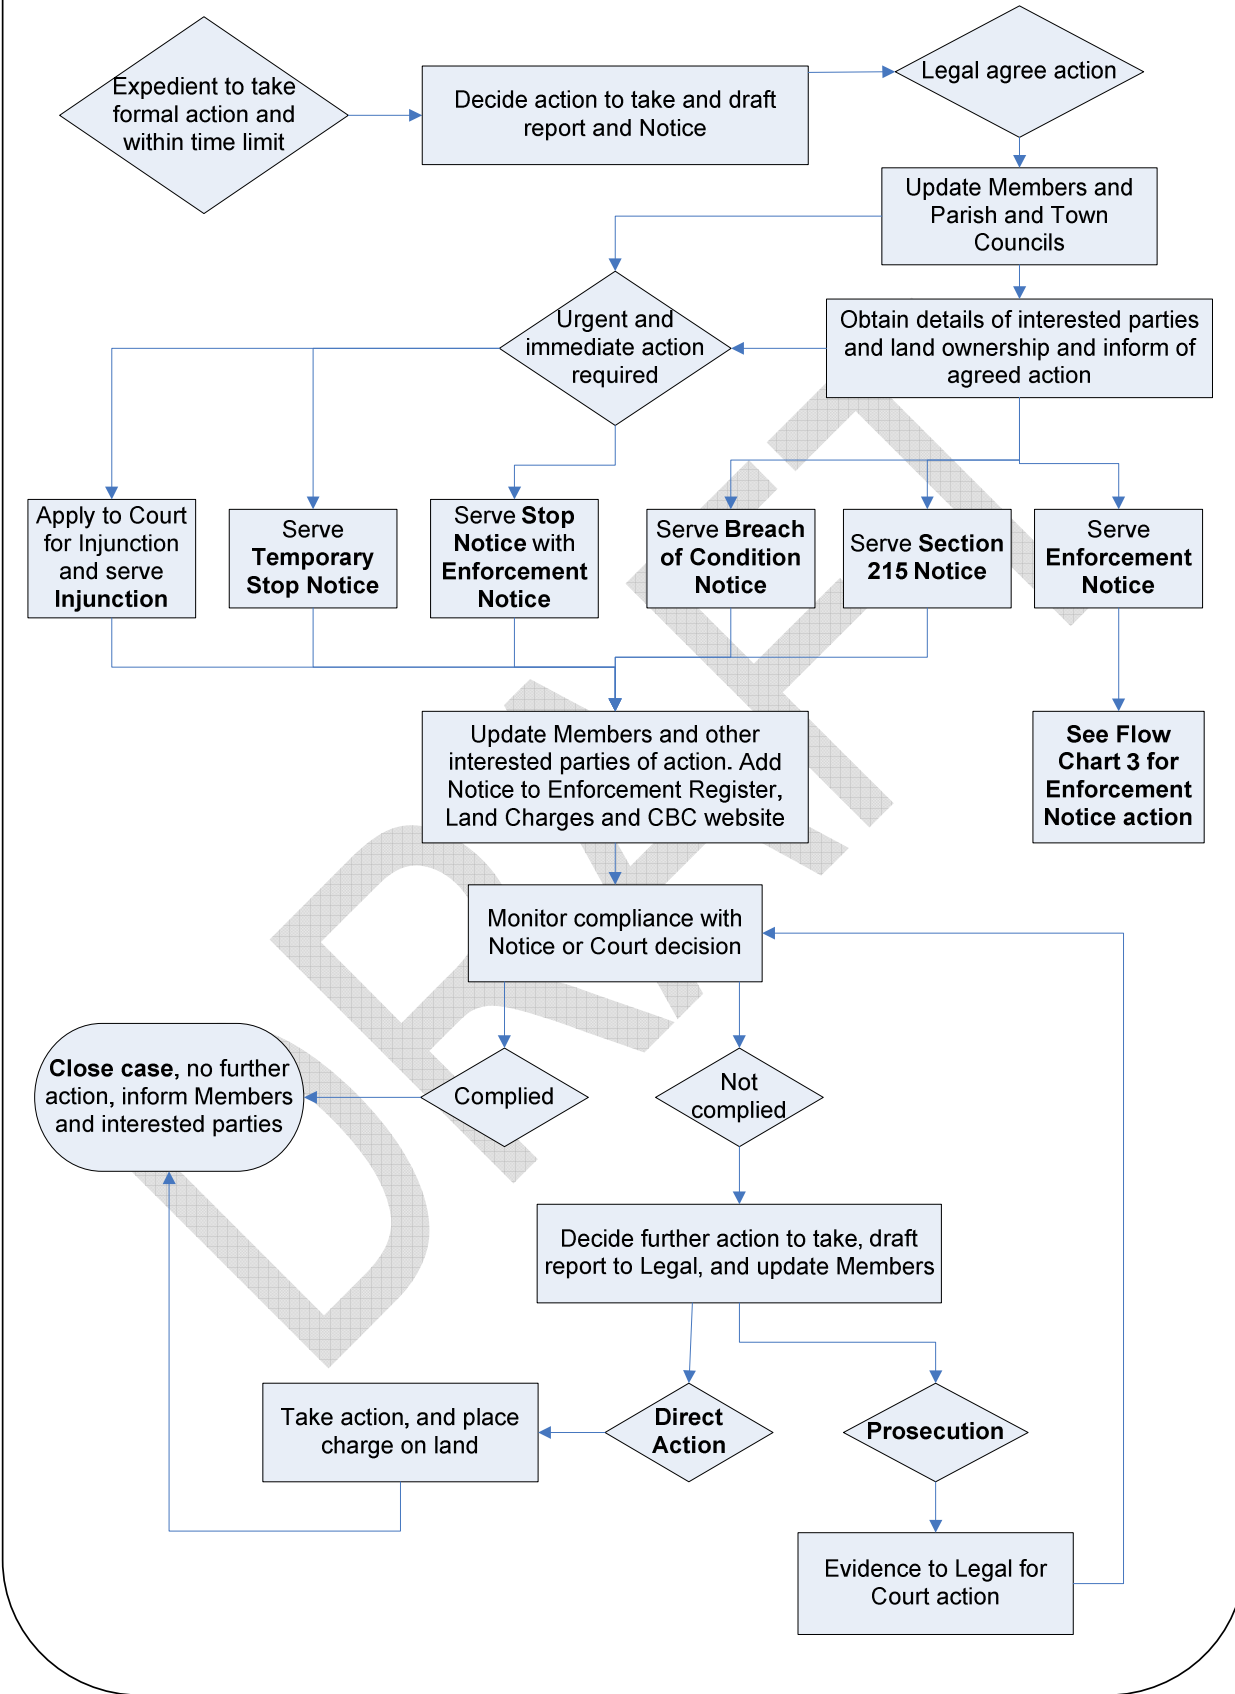 Expedient to take
formal action and
within time limit
Decide action to take and draft
report and Notice
Legal agree action
Update Members and
Parish and Town
Councils
Urgent and
immediate action
required
Obtain details of interested parties
and land ownership and inform of
agreed action
Apply to Court
for Injunction
and serve
Injunction
Serve
Temporary
Stop Notice
Serve Stop
Notice with
Enforcement
Notice
Serve Breach
of Condition
Notice
Serve Section
215 Notice
Serve
Enforcement
Notice
Update Members and other
interested parties of action. Add
Notice to Enforcement Register,
Land Charges and CBC website
See Flow
Chart 3 for
Enforcement
Notice action
Monitor compliance with
Notice or Court decision
Close case, no further
action, inform Members
and interested parties
Complied
Not
complied
Decide further action to take, draft
report to Legal, and update Members
Take action, and place
charge on land
Direct
Action
Prosecution
Evidence to Legal for
Court action
DRAFT